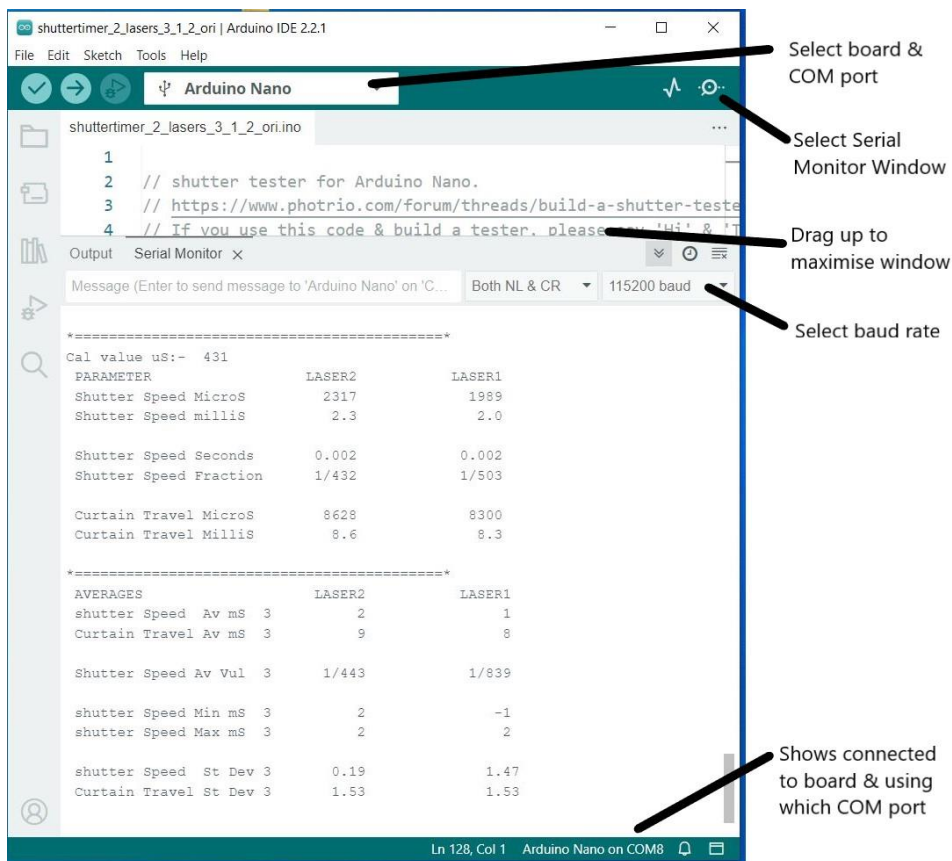 shuttertimer_2_lasers_3_1_2_ori | Arduino IDE 2.2.1
File Edit Sketch Tools Help
Arduino Nano
shuttertimer_2_lasers_3_1_2_ori.ino
1
2 // shutter tester for Arduino Nano.
3 // https://www.photrio.com/forum/threads/build-a-shutter-teste
4 // If you use this code & build a tester, please say 'Hi' & 'T
Output Serial Monitor
Message (Enter to send message to 'Arduino Nano' on 'C... Both NL & CR 115200 baud
*===========================================*
Cal value uS:- 431
PARAMETER LASER2 LASER1
Shutter Speed MicroS 2317 1989
Shutter Speed milliS 2.3 2.0
Shutter Speed Seconds 0.002 0.002
Shutter Speed Fraction 1/432 1/503
Curtain Travel MicroS 8628 8300
Curtain Travel MilliS 8.6 8.3
*===========================================*
AVERAGES LASER2 LASER1
shutter Speed Av mS 3 2 1
Curtain Travel Av mS 3 9 8
Shutter Speed Av Vul 3 1/443 1/839
shutter Speed Min mS 3 2 -1
shutter Speed Max mS 3 2 2
shutter Speed St Dev 3 0.19 1.47
Curtain Travel St Dev 3 1.53 1.53
Ln 128, Col 1 Arduino Nano on COM8
Select board &
COM port
Select Serial
Monitor Window
Drag up to
maximise window
Select baud rate
Shows connected
to board & using
which COM port